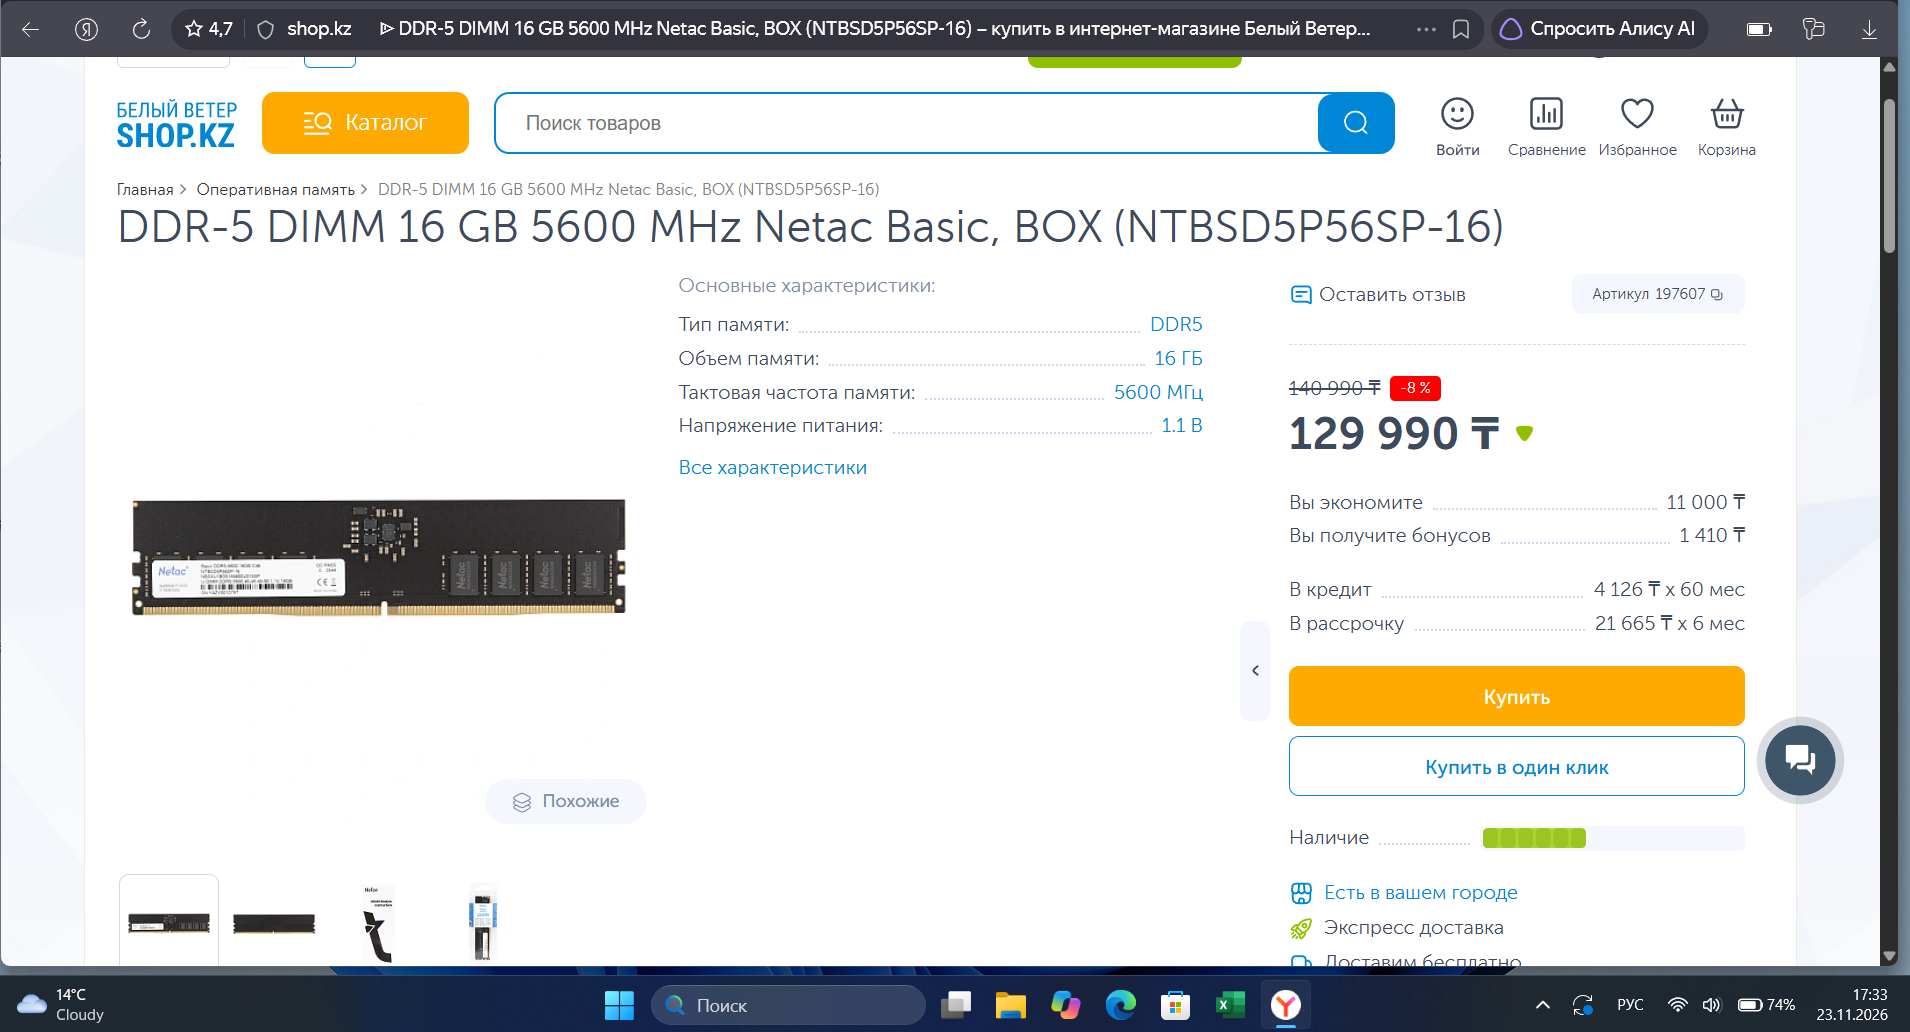 4,7
shop.kz
DDR-5 DIMM 16 GB 5600 MHz Netac Basic, BOX (NTBSD5P56SP-16) – купить в интернет-магазине Белый Ветер...
Спросить Алису AI
БЕЛЫЙ ВЕТЕР
SHOP.KZ
Каталог
Поиск товаров
Войти
Сравнение
Избранное
Корзина
Главная > Оперативная память > DDR-5 DIMM 16 GB 5600 MHz Netac Basic, BOX (NTBSD5P56SP-16)
DDR-5 DIMM 16 GB 5600 MHz Netac Basic, BOX (NTBSD5P56SP-16)
Основные характеристики:
Тип памяти: DDR5
Объем памяти: 16 ГБ
Тактовая частота памяти: 5600 МГц
Напряжение питания: 1.1 В
Все характеристики
Netac
Netac
Netac
Netac
Netac
Похожие
Netac
Оставить отзыв
Артикул 197607
140 990 ₸ -8 %
129 990 ₸
Вы экономите 11 000 ₸
Вы получите бонусов 1 410 ₸
В кредит 4 126 ₸ x 60 мес
В рассрочку 21 665 ₸ x 6 мес
Купить
Купить в один клик
Наличие
Есть в вашем городе
Экспресс доставка
Доставим бесплатно
14°C
Cloudy
Поиск
РУС
74%
17:33
23.11.2026